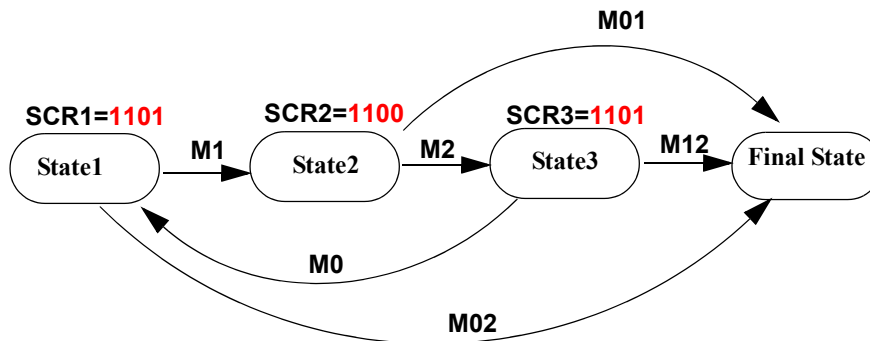 M01
SCR1=1101
SCR2=1100
SCR3=1101
State1
M1
State2
M2
State3
M12
Final State
M0
M02